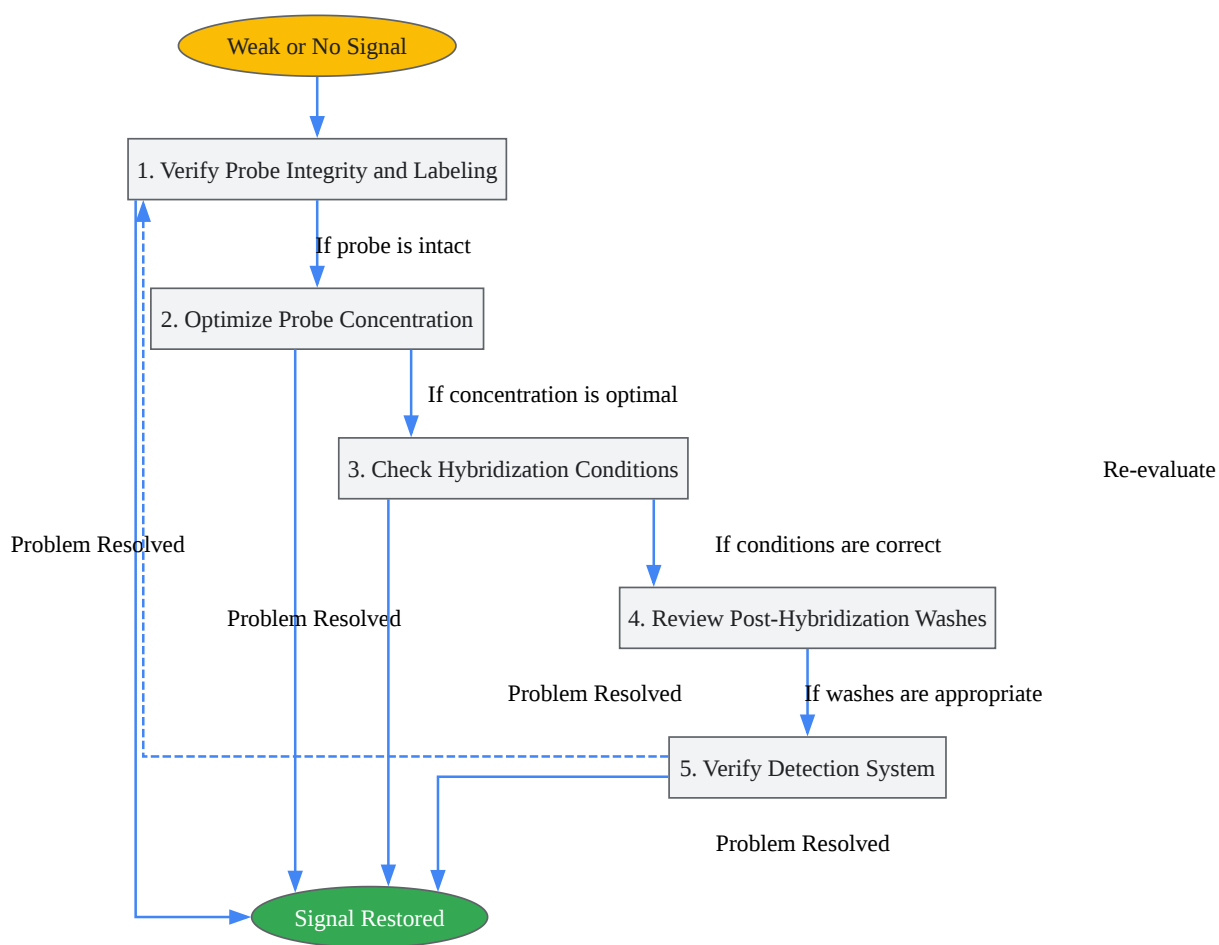 Weak or No Signal
1. Verify Probe Integrity and Labeling
If probe is intact
2. Optimize Probe Concentration
If concentration is optimal
3. Check Hybridization Conditions
Re-evaluate
Problem Resolved
If conditions are correct
Problem Resolved
4. Review Post-Hybridization Washes
Problem Resolved
If washes are appropriate
5. Verify Detection System
Problem Resolved
Signal Restored